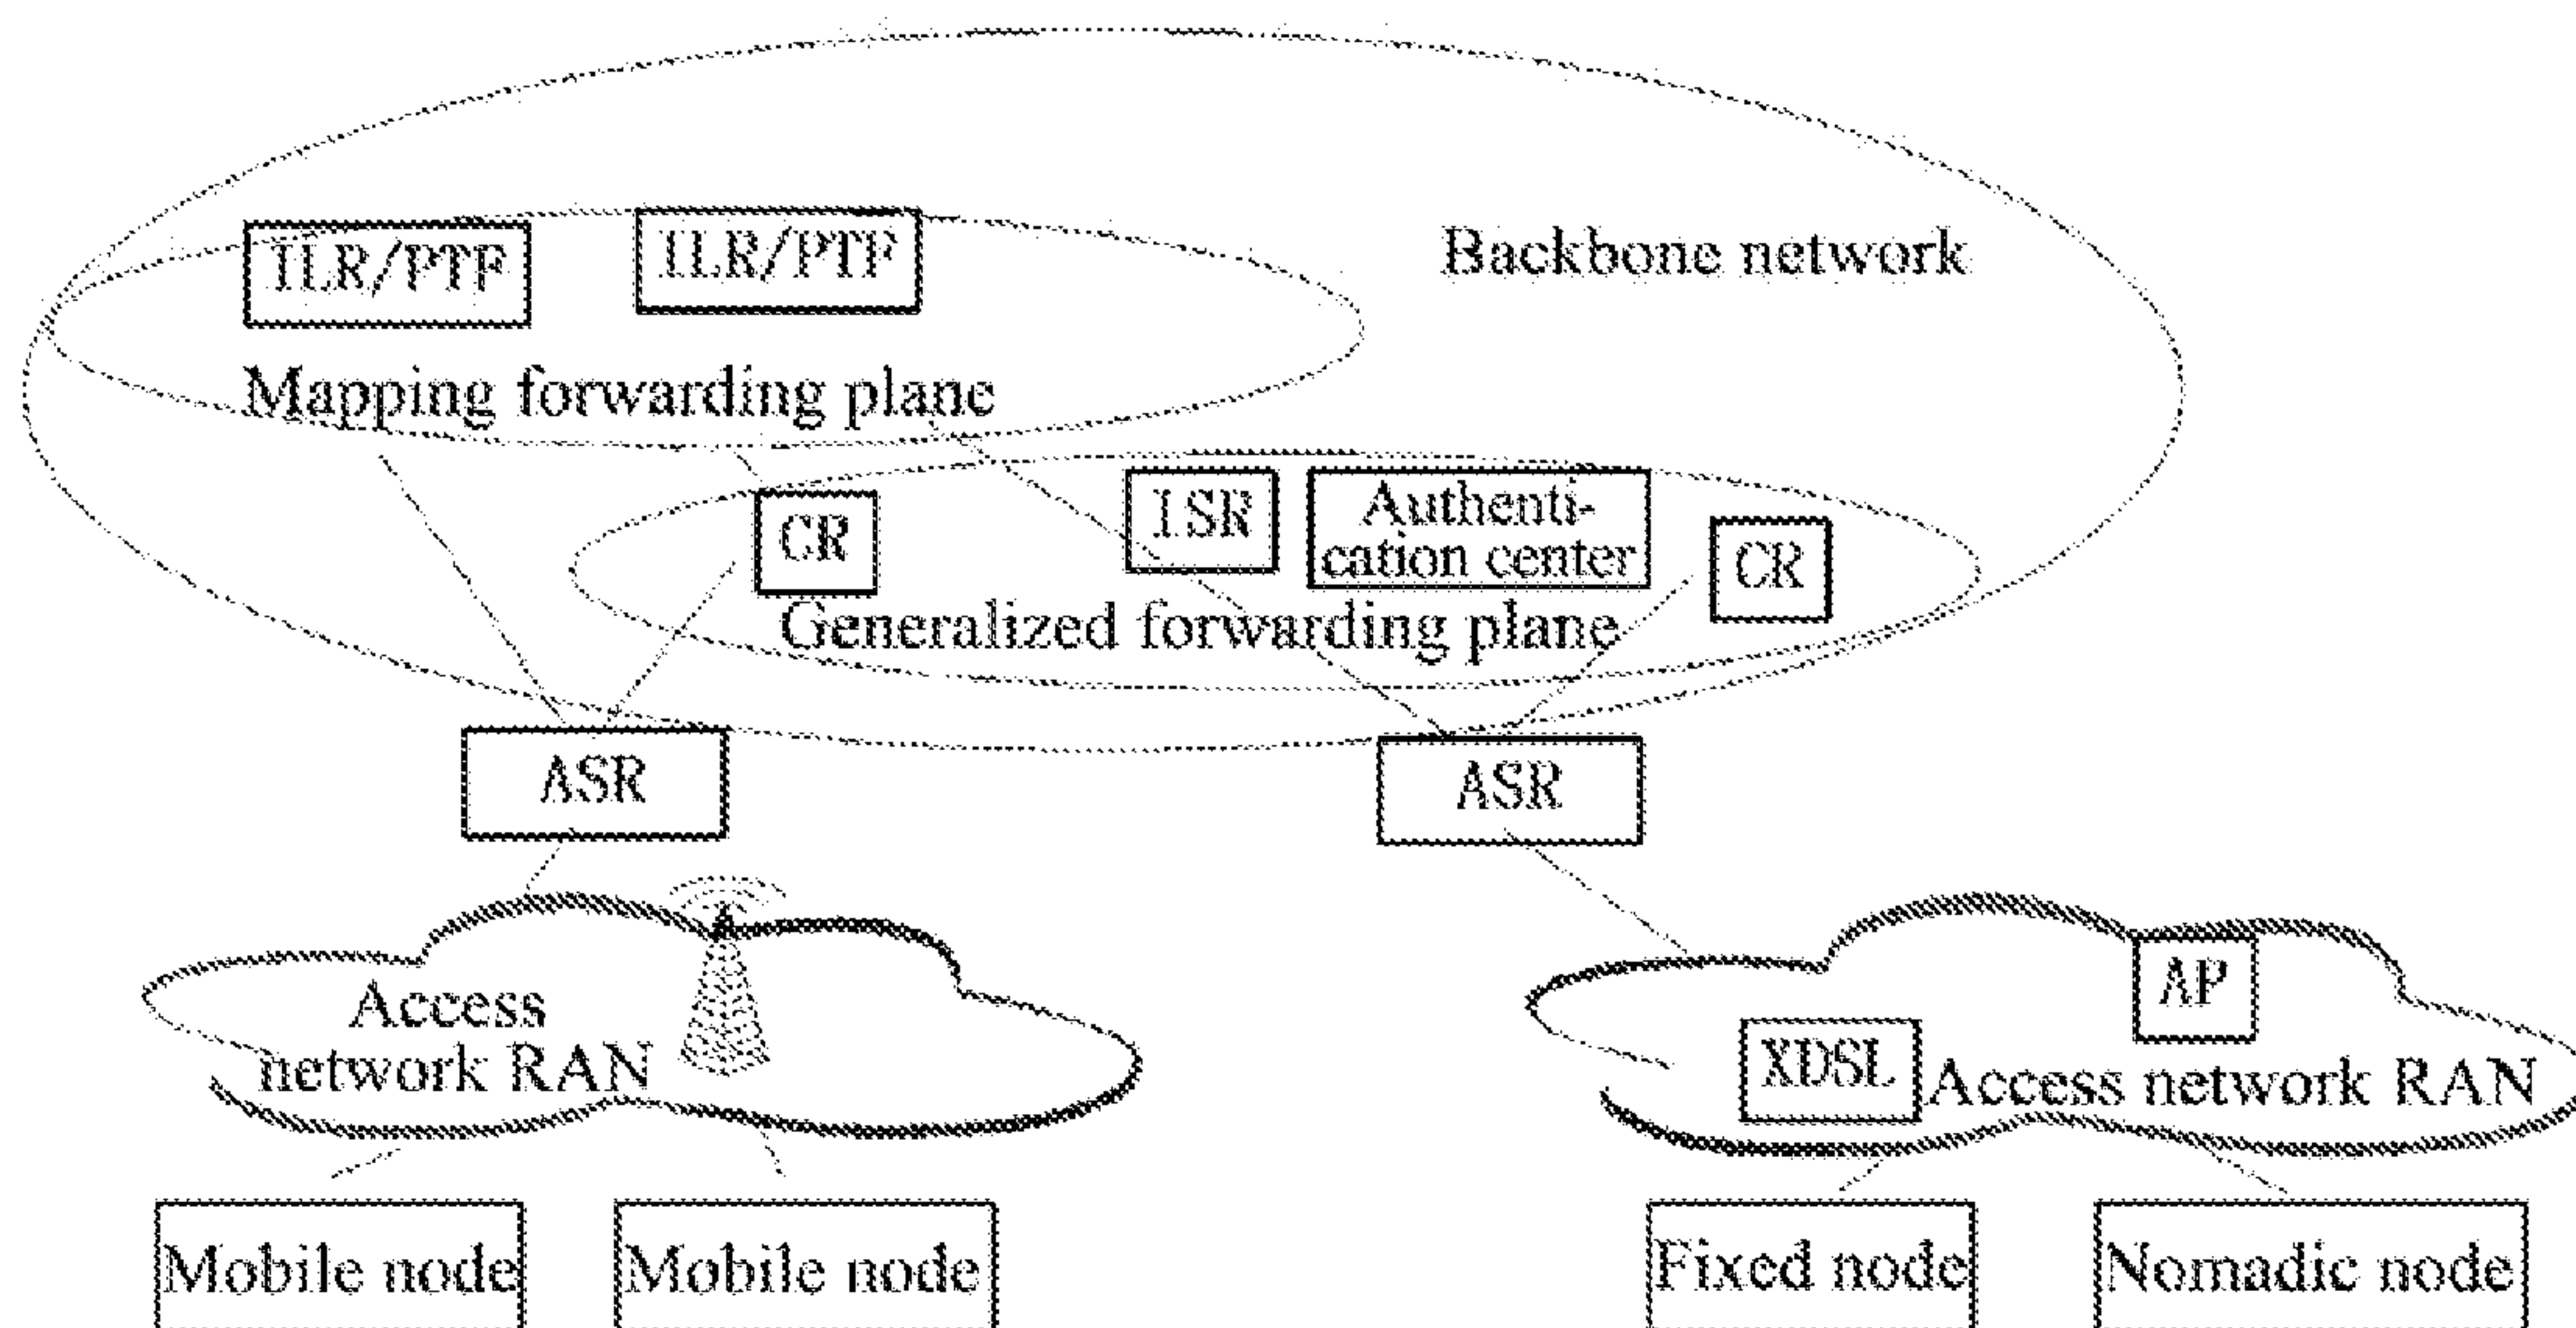 ILR/PTF
ILR/PTF
Backbone network
Mapping forwarding plane
CR
ISR
Authenti-
cation center
CR
Generalized forwarding plane
ASR
ASR
Access
network RAN
AP
XDSL
Access network RAN
Mobile node
Mobile node
Fixed node
Nomadic node